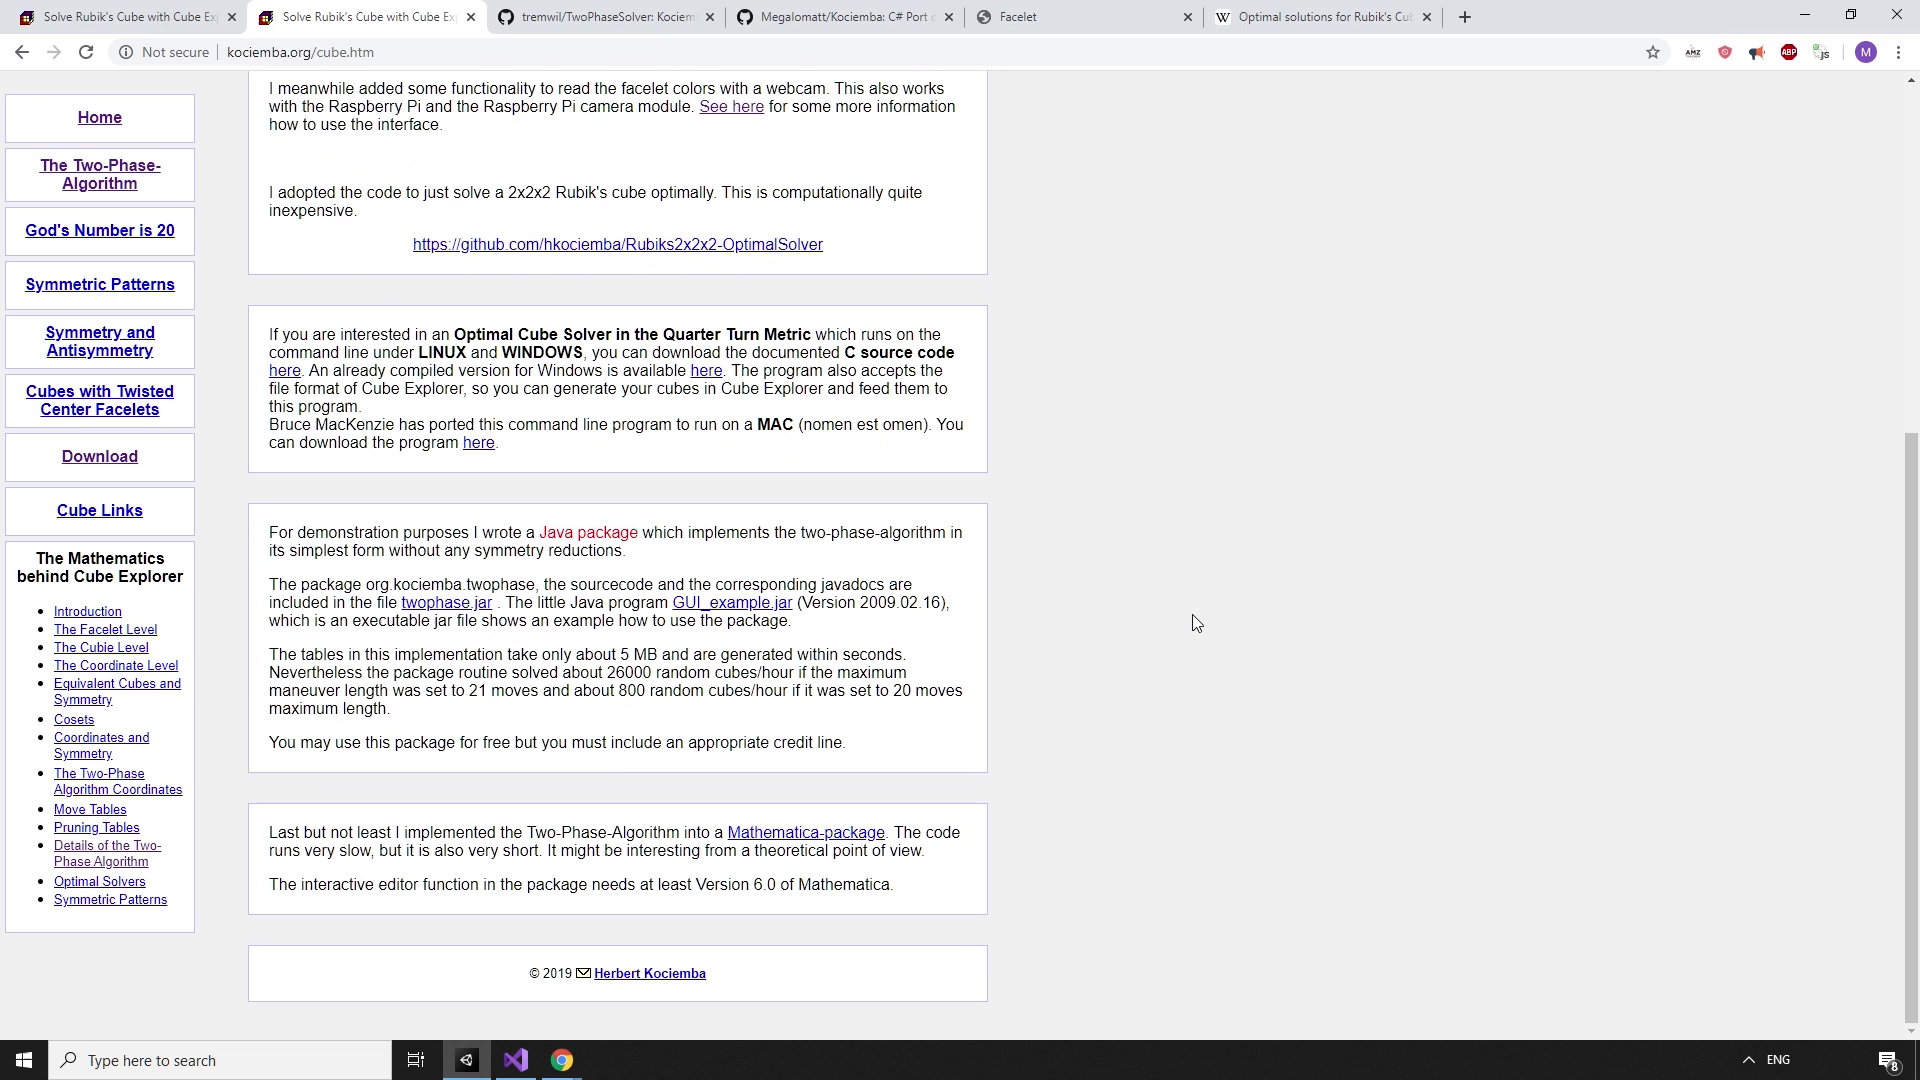 Solve Rubik's Cube with Cube Ex
Solve Rubik's Cube with Cube Ex
tremwil/TwoPhaseSolver: Kociem
Megalomatt/Kociemba: C# Port o
Facelet
Optimal solutions for Rubik's Cub
Not secure
kociemba.org/cube.htm
AMZ
ABP
JS
M
Home
The Two-Phase-
Algorithm
God's Number is 20
Symmetric Patterns
Symmetry and
Antisymmetry
Cubes with Twisted
Center Facelets
Download
Cube Links
The Mathematics
behind Cube Explorer
Introduction
The Facelet Level
The Cubie Level
The Coordinate Level
Equivalent Cubes and
Symmetry
Cosets
Coordinates and
Symmetry
The Two-Phase
Algorithm Coordinates
Move Tables
Pruning Tables
Details of the Two-
Phase Algorithm
Optimal Solvers
Symmetric Patterns
I meanwhile added some functionality to read the facelet colors with a webcam. This also works
with the Raspberry Pi and the Raspberry Pi camera module. See here for some more information
how to use the interface.
I adopted the code to just solve a 2x2x2 Rubik's cube optimally. This is computationally quite
inexpensive.
https://github.com/hkociemba/Rubiks2x2x2-OptimalSolver
If you are interested in an Optimal Cube Solver in the Quarter Turn Metric which runs on the
command line under LINUX and WINDOWS, you can download the documented C source code
here. An already compiled version for Windows is available here. The program also accepts the
file format of Cube Explorer, so you can generate your cubes in Cube Explorer and feed them to
this program.
Bruce MacKenzie has ported this command line program to run on a MAC (nomen est omen). You
can download the program here.
For demonstration purposes I wrote a Java package which implements the two-phase-algorithm in
its simplest form without any symmetry reductions.
The package org.kociemba.twophase, the sourcecode and the corresponding javadocs are
included in the file twophase.jar . The little Java program GUI_example.jar (Version 2009.02.16),
which is an executable jar file shows an example how to use the package.
The tables in this implementation take only about 5 MB and are generated within seconds.
Nevertheless the package routine solved about 26000 random cubes/hour if the maximum
maneuver length was set to 21 moves and about 800 random cubes/hour if it was set to 20 moves
maximum length.
You may use this package for free but you must include an appropriate credit line.
Last but not least I implemented the Two-Phase-Algorithm into a Mathematica-package. The code
runs very slow, but it is also very short. It might be interesting from a theoretical point of view.
The interactive editor function in the package needs at least Version 6.0 of Mathematica.
© 2019 Herbert Kociemba
Type here to search
ENG
8